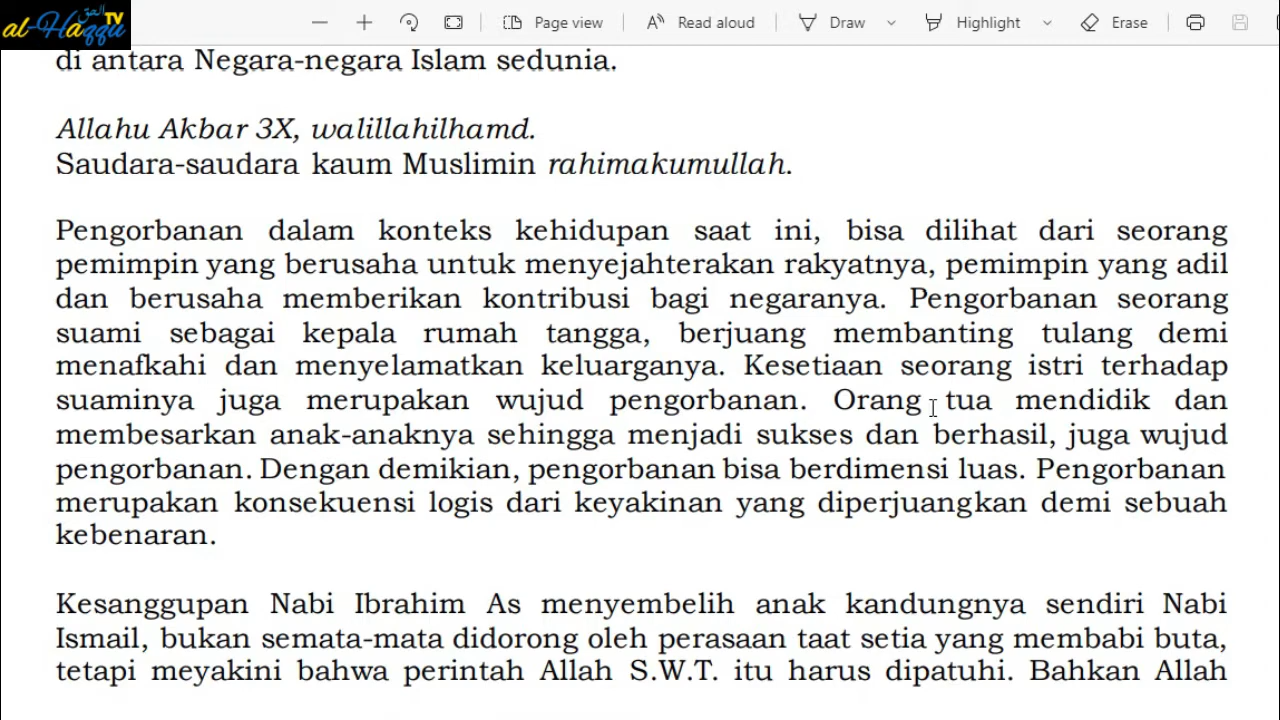 الحق TV
al-Haqqu
Page view
Read aloud
Draw
Highlight
Erase
di antara Negara-negara Islam sedunia.
Allahu Akbar 3X, walillahilhamd.
Saudara-saudara kaum Muslimin rahimakumullah.
Pengorbanan dalam konteks kehidupan saat ini, bisa dilihat dari seorang
pemimpin yang berusaha untuk menyejahterakan rakyatnya, pemimpin yang adil
dan berusaha memberikan kontribusi bagi negaranya. Pengorbanan seorang
suami sebagai kepala rumah tangga, berjuang membanting tulang demi
menafkahi dan menyelamatkan keluarganya. Kesetiaan seorang istri terhadap
suaminya juga merupakan wujud pengorbanan. Orang tua mendidik dan
membesarkan anak-anaknya sehingga menjadi sukses dan berhasil, juga wujud
pengorbanan. Dengan demikian, pengorbanan bisa berdimensi luas. Pengorbanan
merupakan konsekuensi logis dari keyakinan yang diperjuangkan demi sebuah
kebenaran.
Kesanggupan Nabi Ibrahim As menyembelih anak kandungnya sendiri Nabi
Ismail, bukan semata-mata didorong oleh perasaan taat setia yang membabi buta,
tetapi meyakini bahwa perintah Allah S.W.T. itu harus dipatuhi. Bahkan Allah